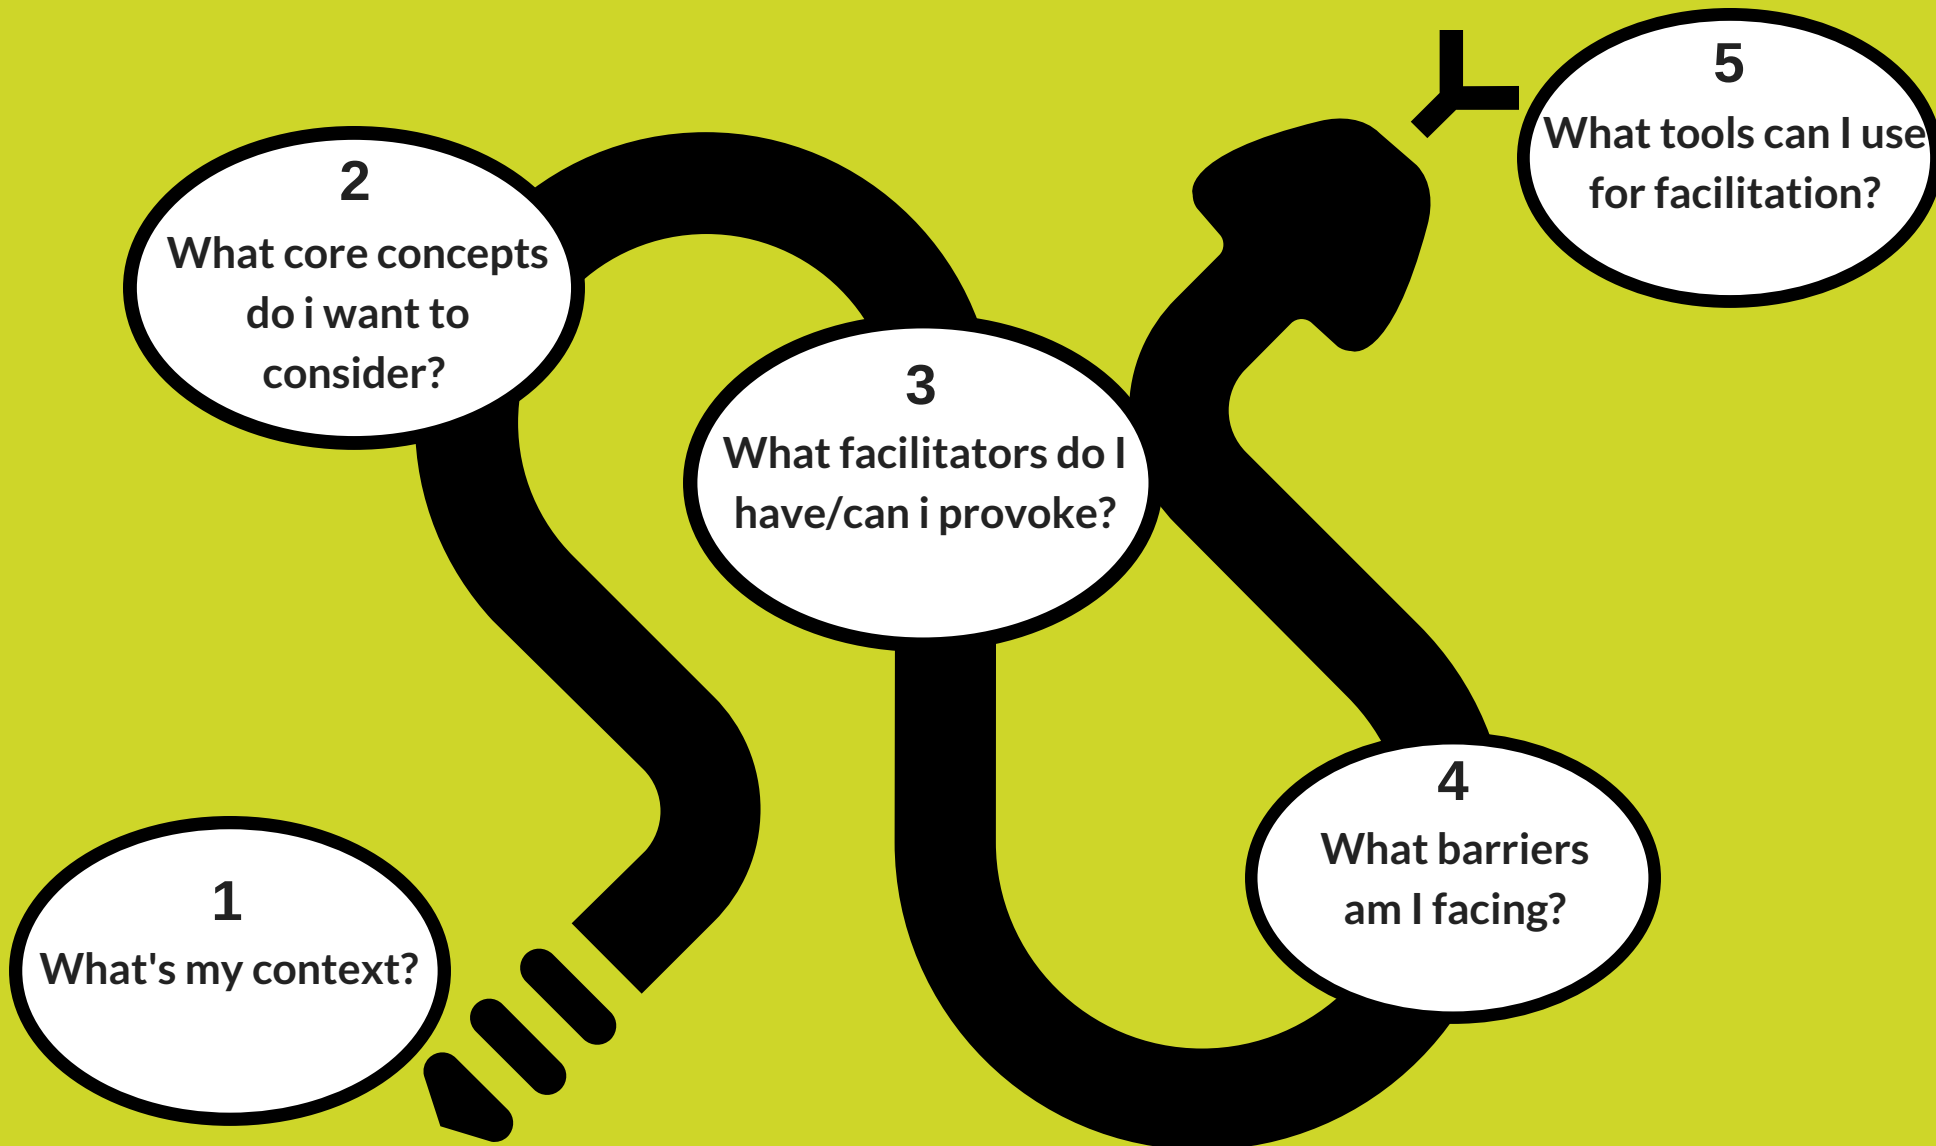 1
What's my context?
2
What core concepts
do i want to
consider?
3
What facilitators do I
have/can i provoke?
4
What barriers
am I facing?
5
What tools can I use
for facilitation?